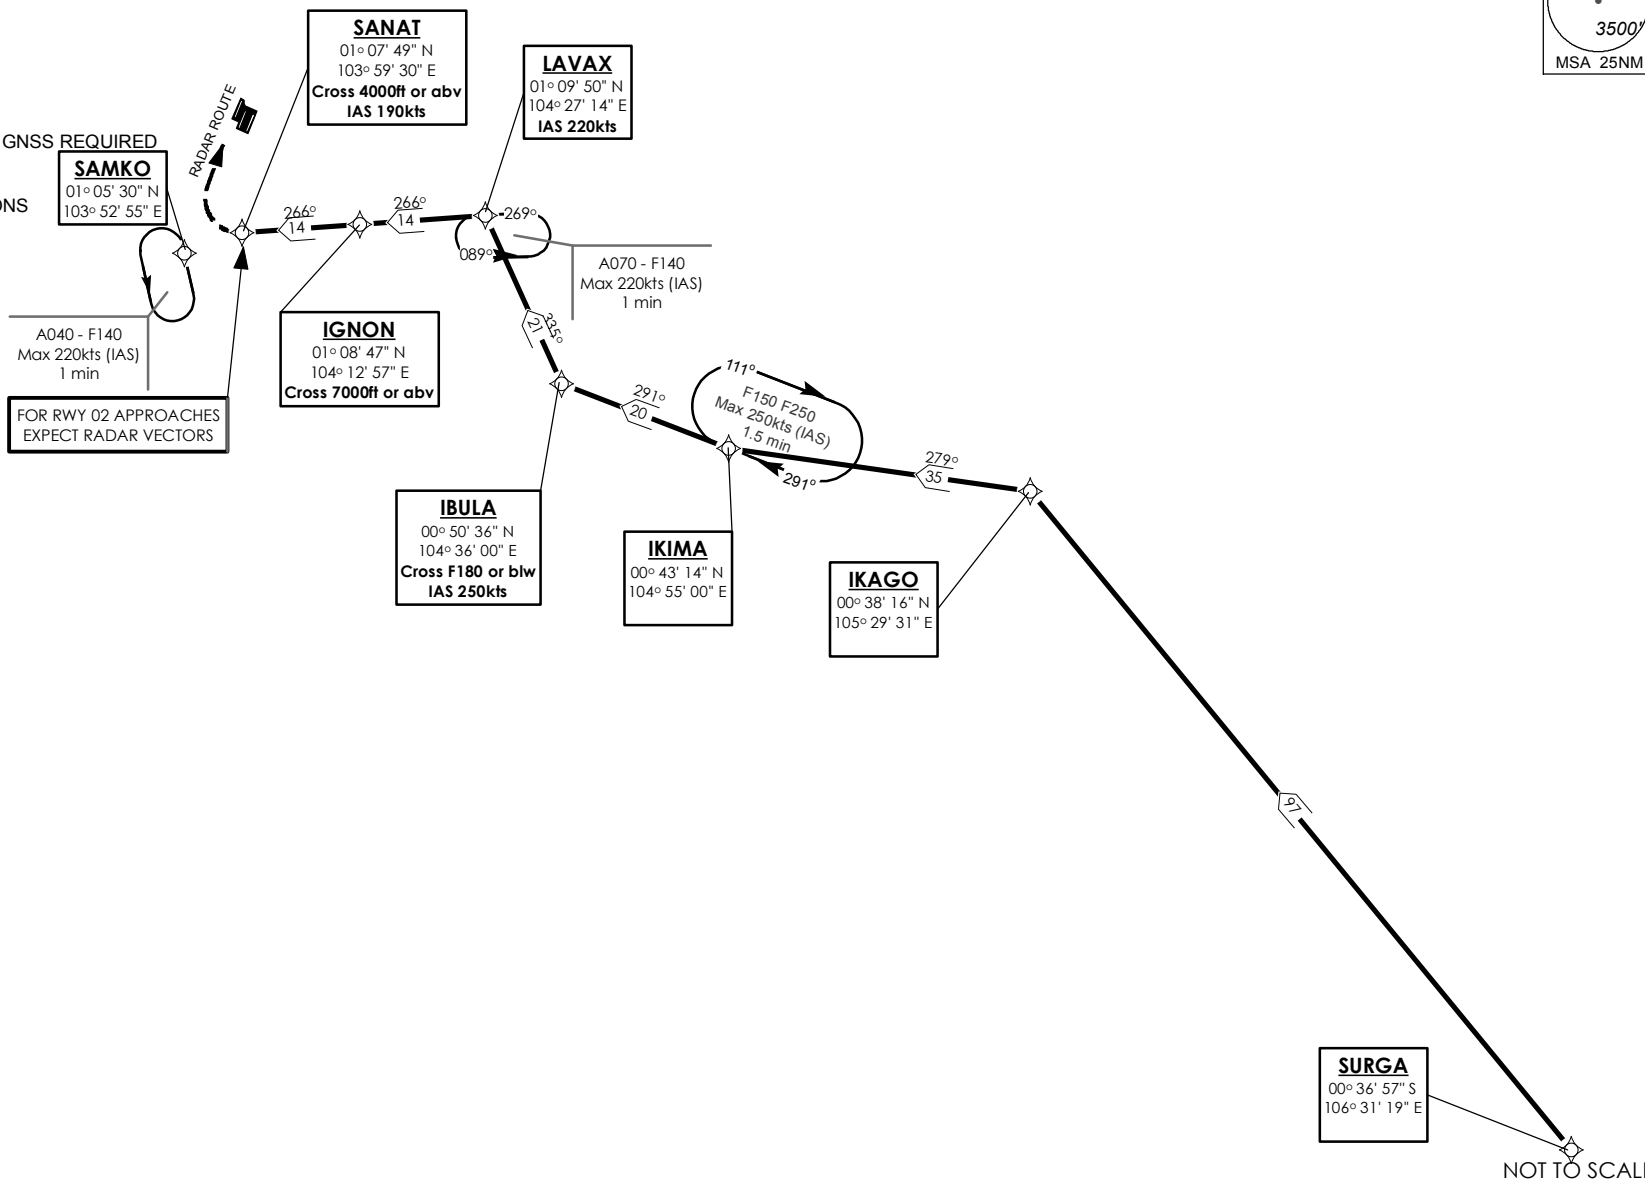 3500'
MSA 25NM
SANAT
01° 07' 49" N
103° 59' 30" E
Cross 4000ft or abv
IAS 190kts
LAVAX
01° 09' 50" N
104° 27' 14" E
IAS 220kts
RADAR ROUTE
GNSS REQUIRED
SAMKO
01° 05' 30" N
103° 52' 55" E
266°
14
266°
14
269°
089°
A070 - F140
Max 220kts (IAS)
1 min
A040 - F140
Max 220kts (IAS)
1 min
FOR RWY 02 APPROACHES
EXPECT RADAR VECTORS
IGNON
01° 08' 47" N
104° 12' 57" E
Cross 7000ft or abv
335°
21
291°
20
111°
F150 F250
Max 250kts (IAS)
1.5 min
291°
279°
35
IBULA
00° 50' 36" N
104° 36' 00" E
Cross F180 or blw
IAS 250kts
IKIMA
00° 43' 14" N
104° 55' 00" E
IKAGO
00° 38' 16" N
105° 29' 31" E
97
SURGA
00° 36' 57" S
106° 31' 19" E
NOT TO SCALE